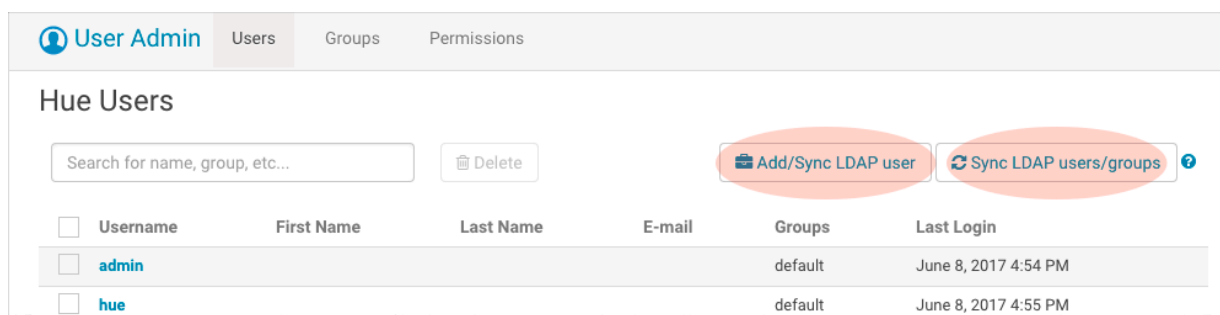 User Admin Users Groups Permissions
Hue Users
Search for name, group, etc... Delete Add/Sync LDAP user Sync LDAP users/groups ?
Username First Name Last Name E-mail Groups Last Login
admin default June 8, 2017 4:54 PM
hue default June 8, 2017 4:55 PM